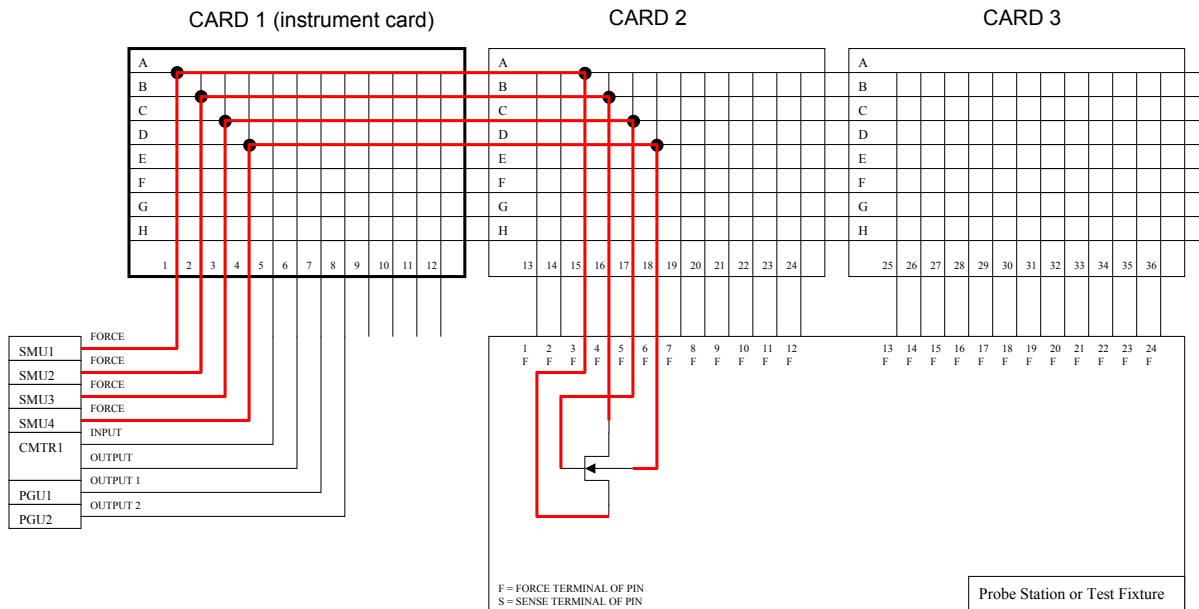 CARD 1 (instrument card)
CARD 2
CARD 3
A
B
C
D
E
F
G
H
1 2 3 4 5 6 7 8 9 10 11 12
A
B
C
D
E
F
G
H
13 14 15 16 17 18 19 20 21 22 23 24
A
B
C
D
E
F
G
H
25 26 27 28 29 30 31 32 33 34 35 36
SMU1
SMU2
SMU3
SMU4
CMTR1
PGU1
PGU2
FORCE
FORCE
FORCE
FORCE
INPUT
OUTPUT
OUTPUT 1
OUTPUT 2
1 2 3 4 5 6 7 8 9 10 11 12
F F F F F F F F F F F F
13 14 15 16 17 18 19 20 21 22 23 24
F F F F F F F F F F F F
F = FORCE TERMINAL OF PIN
S = SENSE TERMINAL OF PIN
Probe Station or Test Fixture